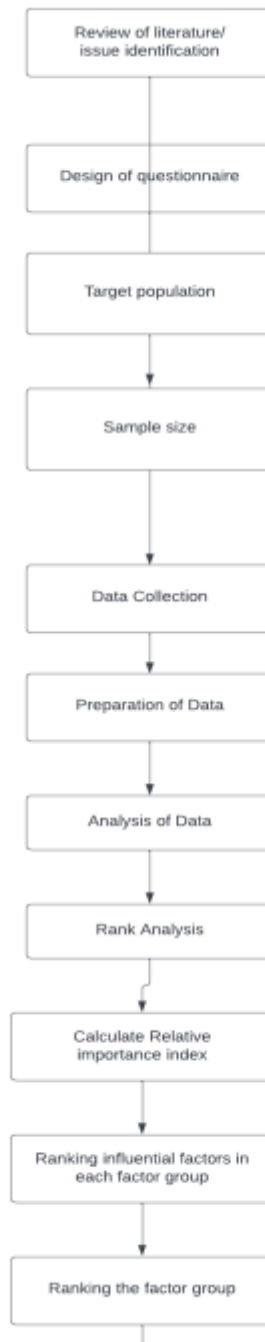 Review of literature/
issue identification
Design of questionnaire
Target population
Sample size
Data Collection
Preparation of Data
Analysis of Data
Rank Analysis
Calculate Relative
importance index
Ranking influential factors in
each factor group
Ranking the factor group